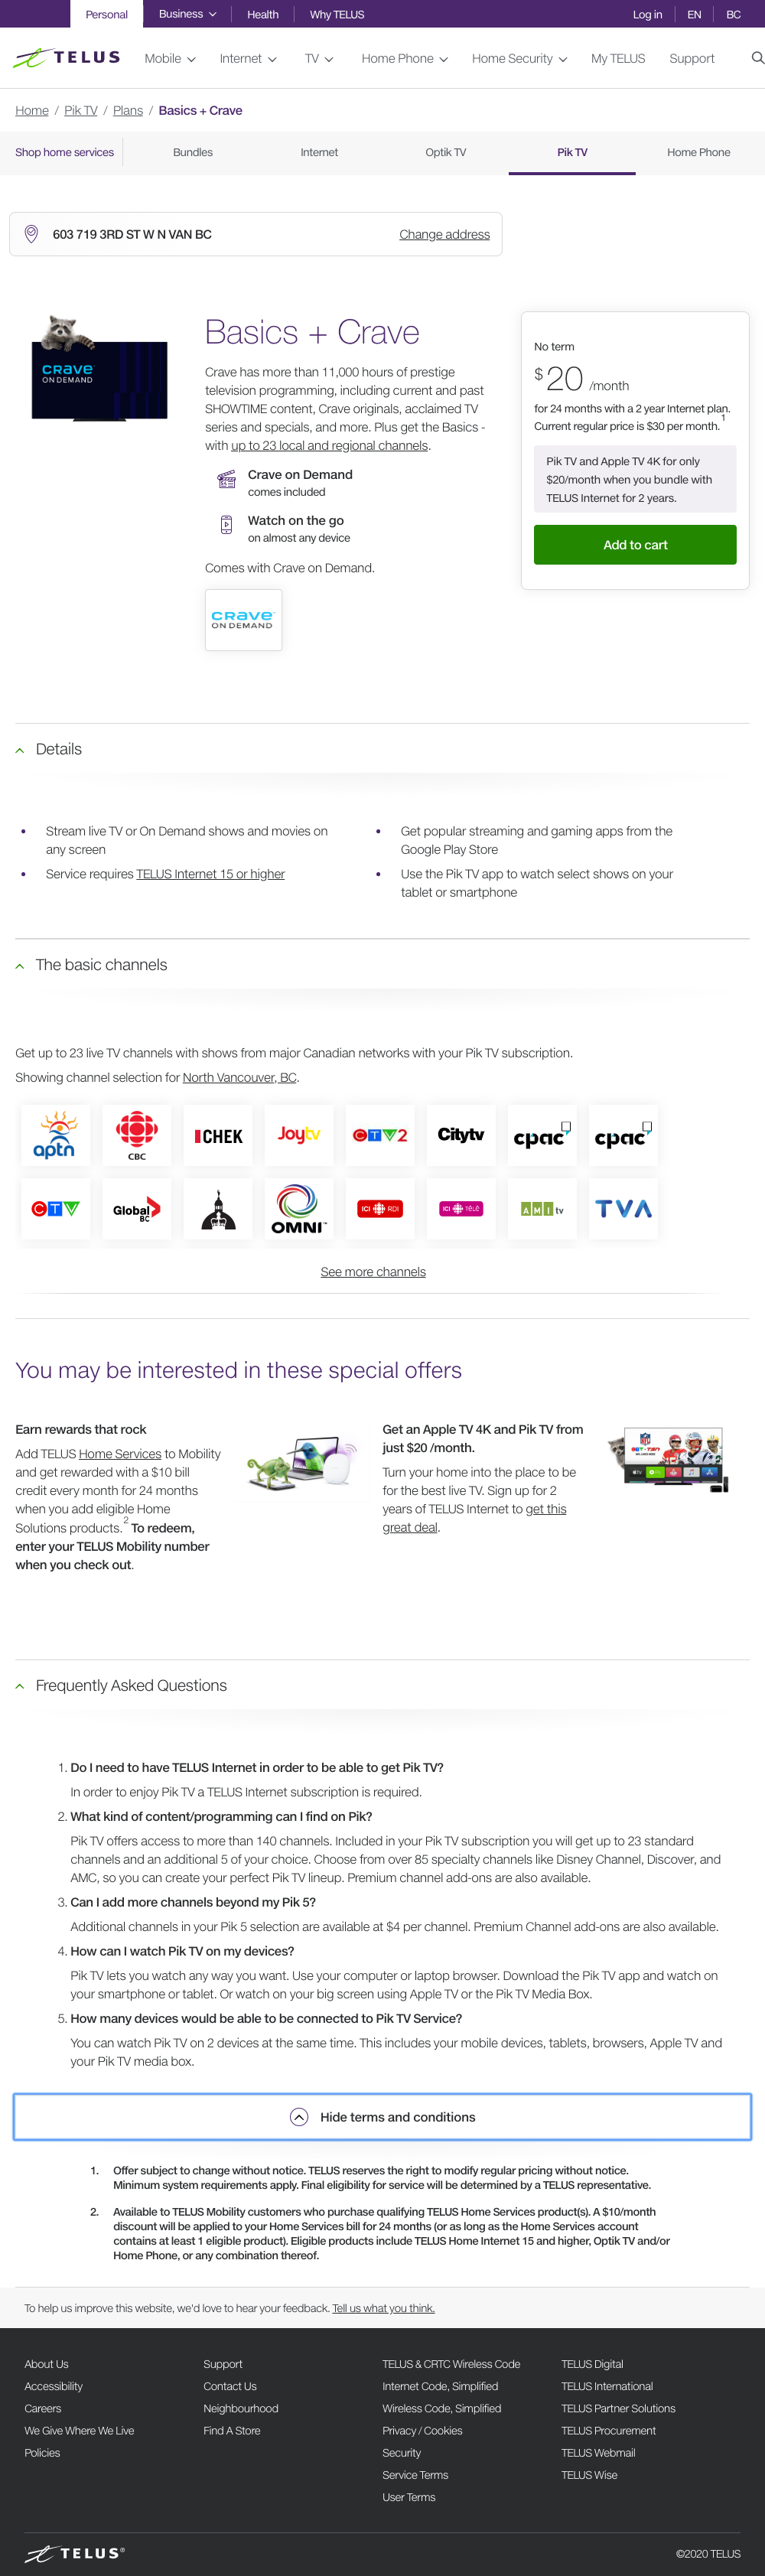 Personal Business Health Why TELUS Log in EN BC
TELUS Mobile Internet TV Home Phone Home Security My TELUS Support
Home / Pik TV / Plans / Basics + Crave
Shop home services Bundles Internet Optik TV Pik TV Home Phone
603 719 3RD ST W N VAN BC Change address
Basics + Crave
Crave has more than 11,000 hours of prestige
television programming, including current and past
SHOWTIME content, Crave originals, acclaimed TV
series and specials, and more. Plus get the Basics -
with up to 23 local and regional channels.
Crave on Demand
comes included
Watch on the go
on almost any device
Comes with Crave on Demand.
CRAVE
ON DEMAND
CRAVE
ON DEMAND
No term
$20 /month
for 24 months with a 2 year Internet plan.
Current regular price is $30 per month.1
Pik TV and Apple TV 4K for only
$20/month when you bundle with
TELUS Internet for 2 years.
Add to cart
Details
Stream live TV or On Demand shows and movies on
any screen
Service requires TELUS Internet 15 or higher
Get popular streaming and gaming apps from the
Google Play Store
Use the Pik TV app to watch select shows on your
tablet or smartphone
The basic channels
Get up to 23 live TV channels with shows from major Canadian networks with your Pik TV subscription.
Showing channel selection for North Vancouver, BC.
aptn CBC CHEK Joytv CTV2 Citytv cpac cpac
CTV Global BC OMNI ICI RDI ICI TÉLÉ AMI tv TVA
See more channels
You may be interested in these special offers
Earn rewards that rock
Add TELUS Home Services to Mobility
and get rewarded with a $10 bill
credit every month for 24 months
when you add eligible Home
Solutions products.2 To redeem,
enter your TELUS Mobility number
when you check out.
Get an Apple TV 4K and Pik TV from
just $20 /month.
Turn your home into the place to be
for the best live TV. Sign up for 2
years of TELUS Internet to get this
great deal.
Frequently Asked Questions
1. Do I need to have TELUS Internet in order to be able to get Pik TV?
In order to enjoy Pik TV a TELUS Internet subscription is required.
2. What kind of content/programming can I find on Pik?
Pik TV offers access to more than 140 channels. Included in your Pik TV subscription you will get up to 23 standard
channels and an additional 5 of your choice. Choose from over 85 specialty channels like Disney Channel, Discover, and
AMC, so you can create your perfect Pik TV lineup. Premium channel add-ons are also available.
3. Can I add more channels beyond my Pik 5?
Additional channels in your Pik 5 selection are available at $4 per channel. Premium Channel add-ons are also available.
4. How can I watch Pik TV on my devices?
Pik TV lets you watch any way you want. Use your computer or laptop browser. Download the Pik TV app and watch on
your smartphone or tablet. Or watch on your big screen using Apple TV or the Pik TV Media Box.
5. How many devices would be able to be connected to Pik TV Service?
You can watch Pik TV on 2 devices at the same time. This includes your mobile devices, tablets, browsers, Apple TV and
your Pik TV media box.
Hide terms and conditions
1. Offer subject to change without notice. TELUS reserves the right to modify regular pricing without notice.
Minimum system requirements apply. Final eligibility for service will be determined by a TELUS representative.
2. Available to TELUS Mobility customers who purchase qualifying TELUS Home Services product(s). A $10/month
discount will be applied to your Home Services bill for 24 months (or as long as the Home Services account
contains at least 1 eligible product). Eligible products include TELUS Home Internet 15 and higher, Optik TV and/or
Home Phone, or any combination thereof.
To help us improve this website, we'd love to hear your feedback. Tell us what you think.
About Us
Accessibility
Careers
We Give Where We Live
Policies
Support
Contact Us
Neighbourhood
Find A Store
TELUS & CRTC Wireless Code
Internet Code, Simplified
Wireless Code, Simplified
Privacy / Cookies
Security
Service Terms
User Terms
TELUS Digital
TELUS International
TELUS Partner Solutions
TELUS Procurement
TELUS Webmail
TELUS Wise
TELUS® ©2020 TELUS